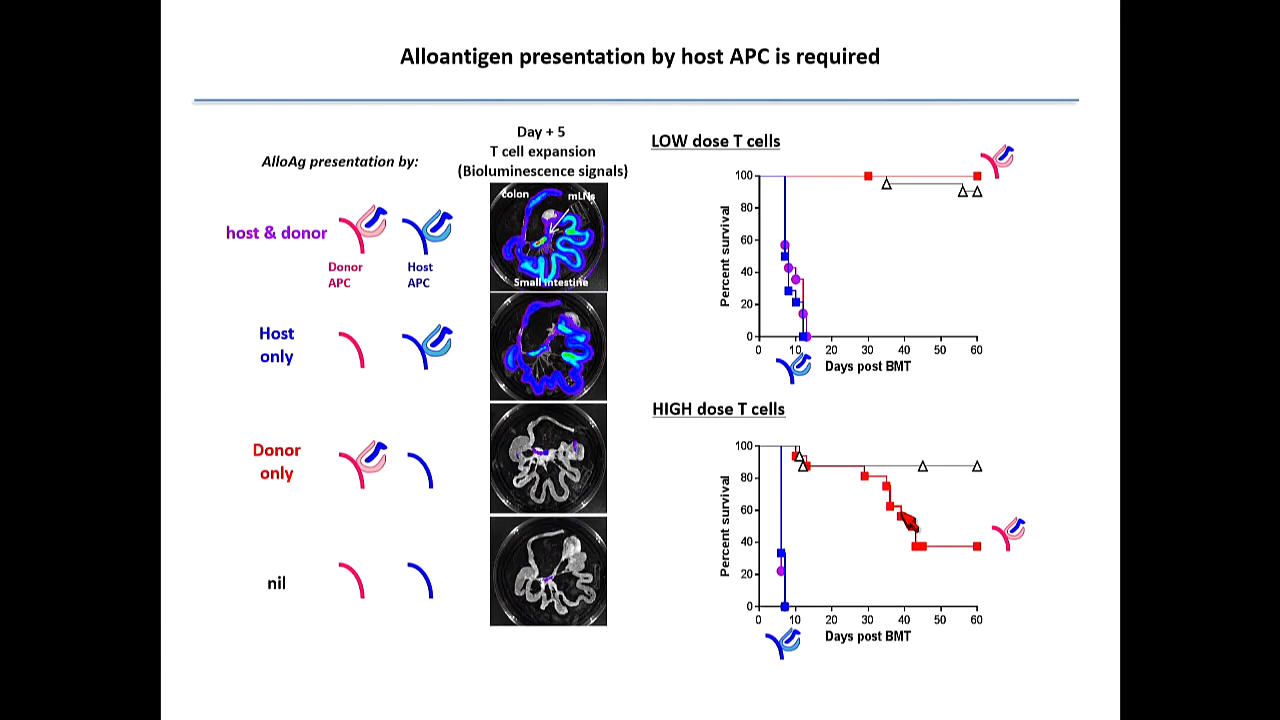 Alloantigen presentation by host APC is required
AlloAg presentation by:
Day + 5
T cell expansion
(Bioluminescence signals)
host & donor
Donor
APC
Host
APC
colon
mLNs
Small intestine
Host
only
Donor
only
nil
LOW dose T cells
Percent survival
100
80
60
40
20
0
0 10 20 30 40 50 60
Days post BMT
HIGH dose T cells
Percent survival
100
80
60
40
20
0
0 10 20 30 40 50 60
Days post BMT